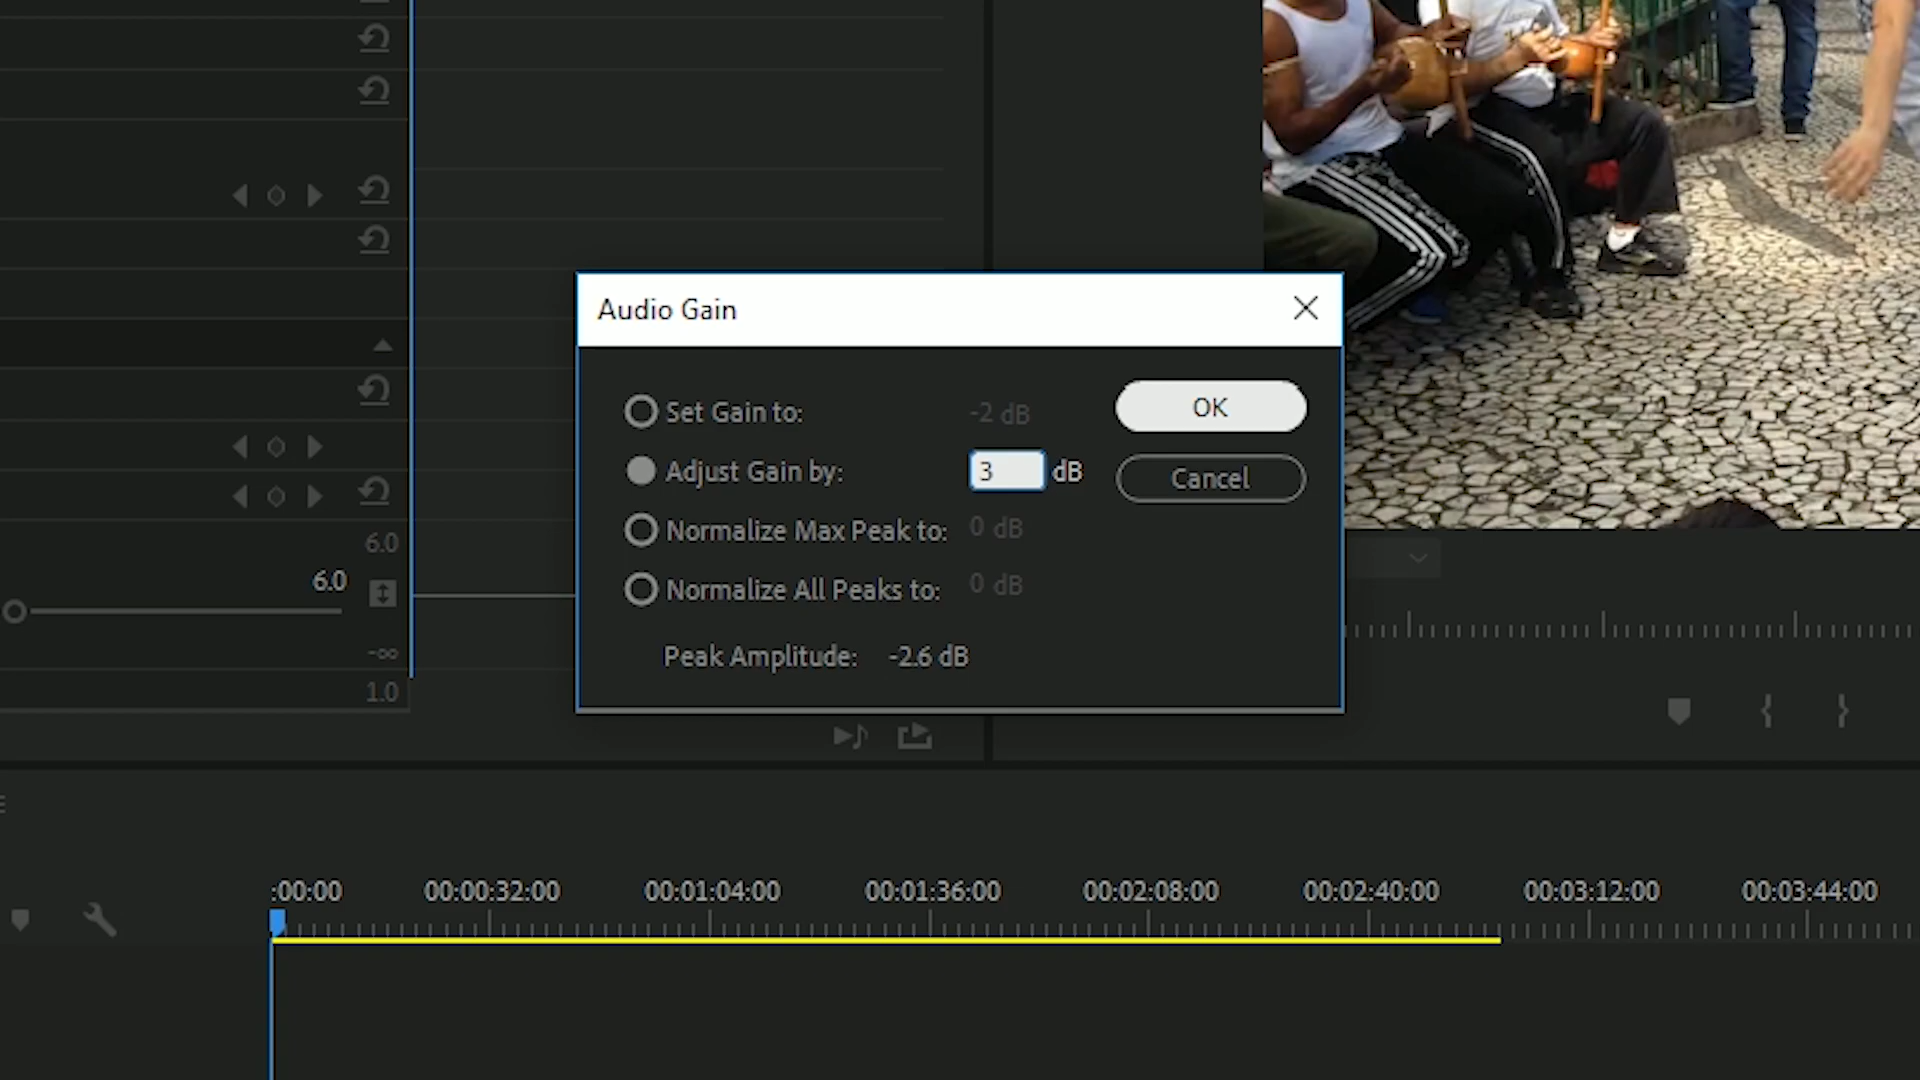 Audio Gain
Set Gain to: -2 dB
OK
Adjust Gain by: 3 dB
Cancel
Normalize Max Peak to: 0 dB
Normalize All Peaks to: 0 dB
Peak Amplitude: -2.6 dB
6.0
6.0
-∞
1.0
:00:00 00:00:32:00 00:01:04:00 00:01:36:00 00:02:08:00 00:02:40:00 00:03:12:00 00:03:44:00